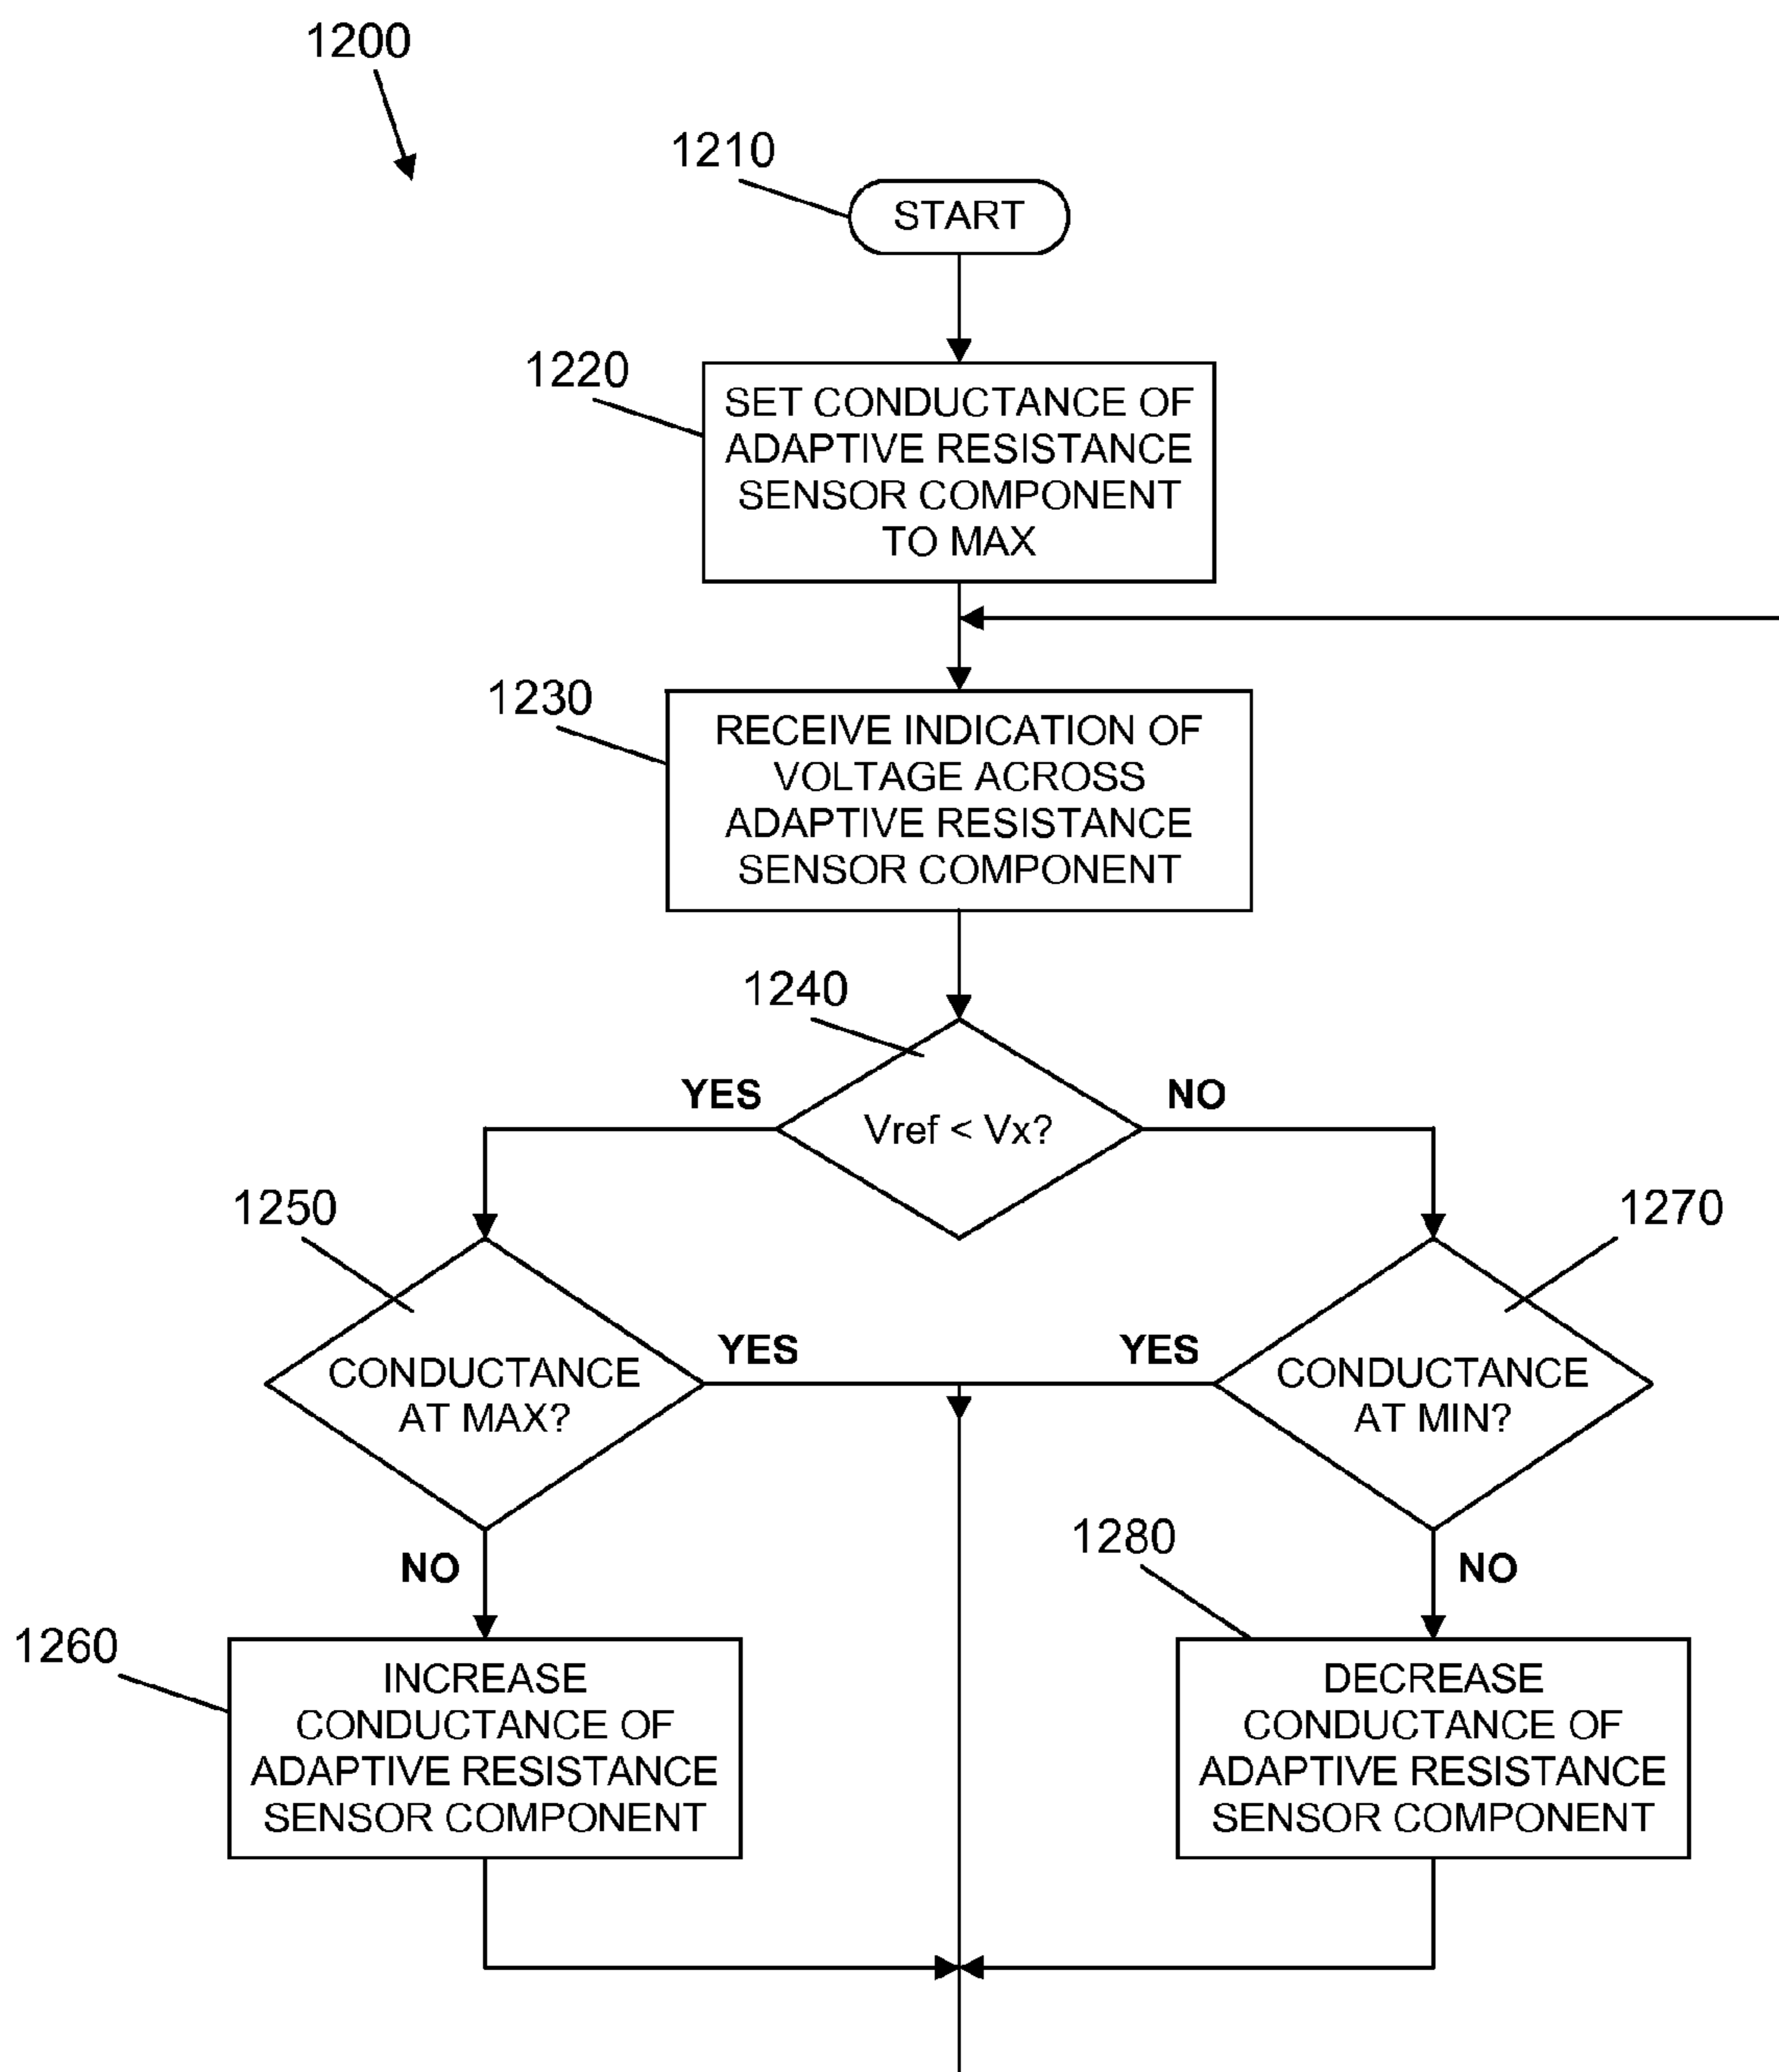 1200
1210
START
1220
SET CONDUCTANCE OF
ADAPTIVE RESISTANCE
SENSOR COMPONENT
TO MAX
1230
RECEIVE INDICATION OF
VOLTAGE ACROSS
ADAPTIVE RESISTANCE
SENSOR COMPONENT
1240
YES
NO
Vref < Vx?
1250
1270
YES
YES
CONDUCTANCE
AT MAX?
CONDUCTANCE
AT MIN?
NO
1280
NO
1260
INCREASE
CONDUCTANCE OF
ADAPTIVE RESISTANCE
SENSOR COMPONENT
DECREASE
CONDUCTANCE OF
ADAPTIVE RESISTANCE
SENSOR COMPONENT